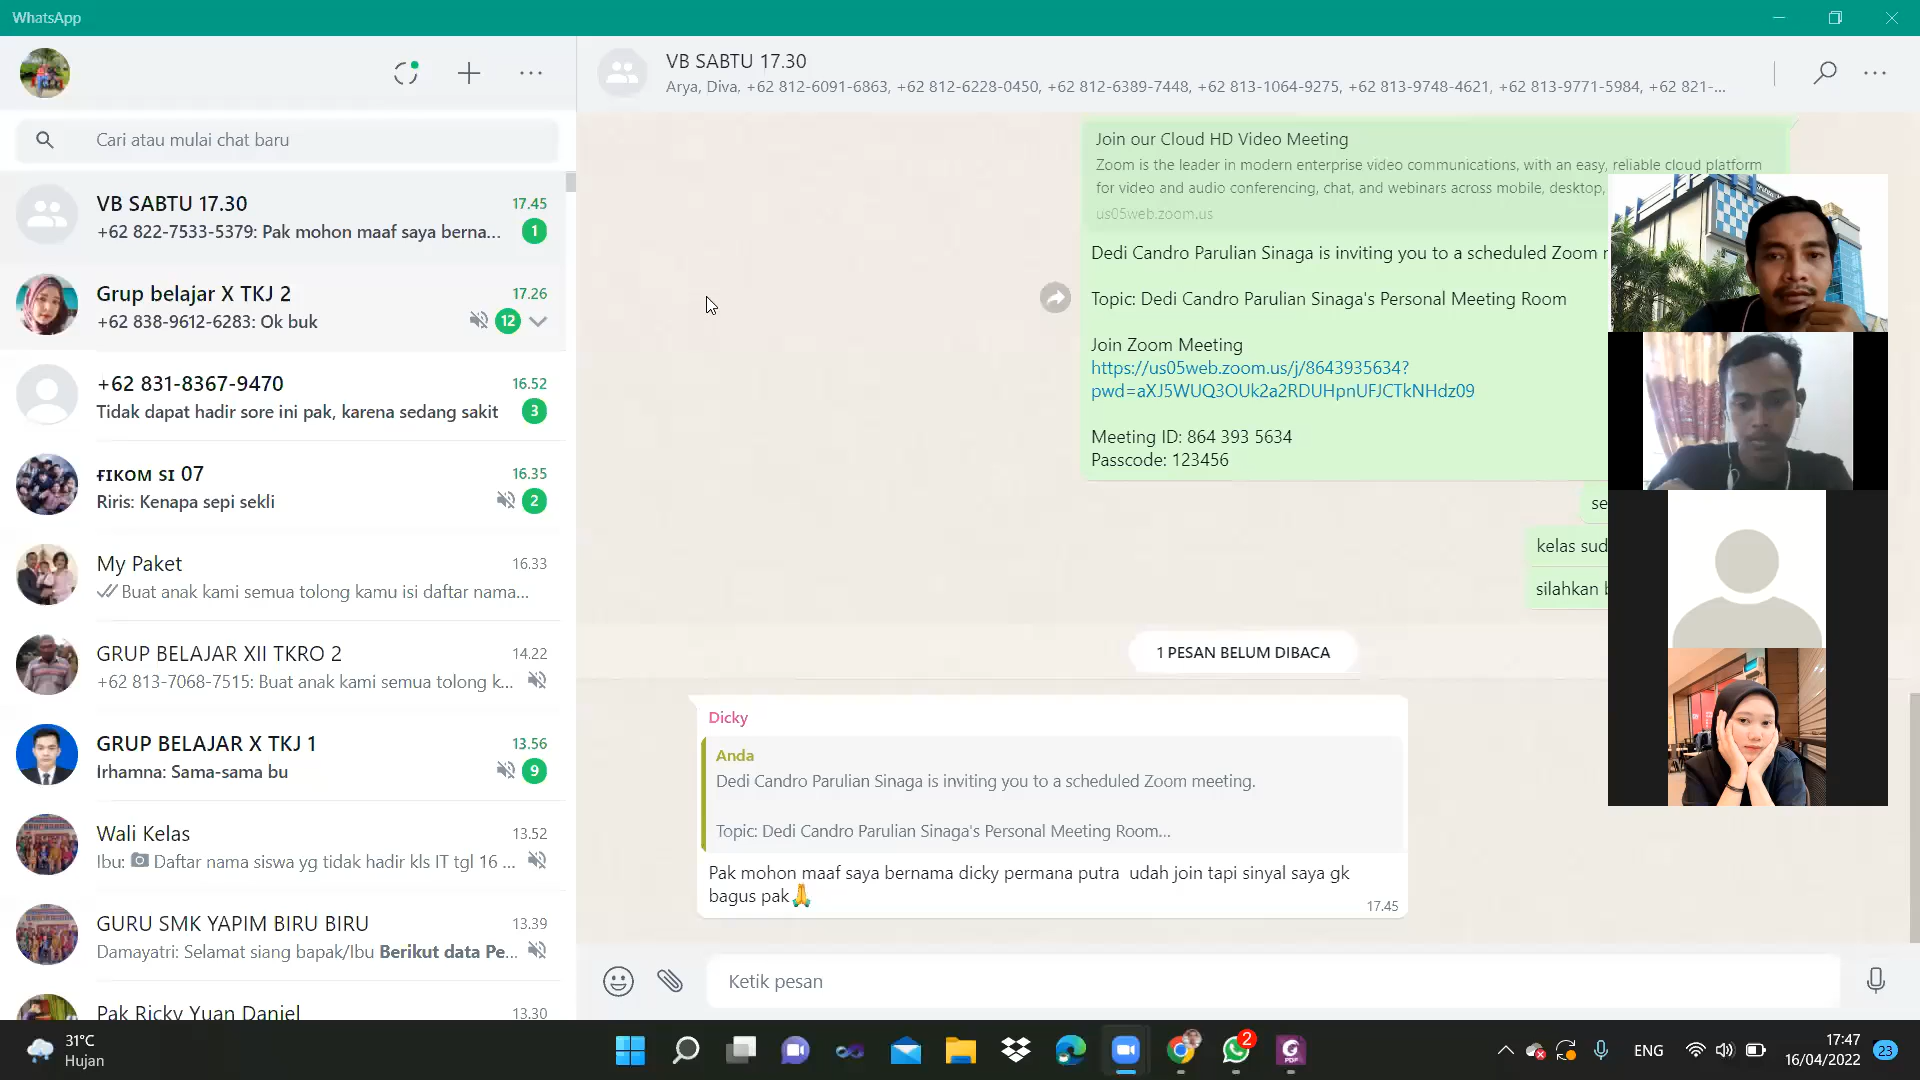 WhatsApp
Cari atau mulai chat baru
VB SABTU 17.30
17.45
+62 822-7533-5379: Pak mohon maaf saya berna...
1
Grup belajar X TKJ 2
17.26
+62 838-9612-6283: Ok buk
12
+62 831-8367-9470
16.52
Tidak dapat hadir sore ini pak, karena sedang sakit
3
ꞘIKOM SI 07
16.35
Riris: Kenapa sepi sekli
2
My Paket
16.33
Buat anak kami semua tolong kamu isi daftar nama...
GRUP BELAJAR XII TKRO 2
14.22
+62 813-7068-7515: Buat anak kami semua tolong k...
GRUP BELAJAR X TKJ 1
13.56
Irhamna: Sama-sama bu
9
Wali Kelas
13.52
Ibu: Daftar nama siswa yg tidak hadir kls IT tgl 16 ...
GURU SMK YAPIM BIRU BIRU
13.39
Damayatri: Selamat siang bapak/Ibu Berikut data Pe...
Pak Ricky Yuan Daniel
13.30
VB SABTU 17.30
Arya, Diva, +62 812-6091-6863, +62 812-6228-0450, +62 812-6389-7448, +62 813-1064-9275, +62 813-9748-4621, +62 813-9771-5984, +62 821-...
Join our Cloud HD Video Meeting
Zoom is the leader in modern enterprise video communications, with an easy, reliable cloud platform
for video and audio conferencing, chat, and webinars across mobile, desktop,
us05web.zoom.us
Dedi Candro Parulian Sinaga is inviting you to a scheduled Zoom
Topic: Dedi Candro Parulian Sinaga's Personal Meeting Room
Join Zoom Meeting
https://us05web.zoom.us/j/8643935634?
pwd=aXJ5WUQ3OUk2a2RDUHpnUFJCTkNHdz09
Meeting ID: 864 393 5634
Passcode: 123456
se
kelas sud
silahkan
1 PESAN BELUM DIBACA
Dicky
Anda
Dedi Candro Parulian Sinaga is inviting you to a scheduled Zoom meeting.
Topic: Dedi Candro Parulian Sinaga's Personal Meeting Room...
Pak mohon maaf saya bernama dicky permana putra udah join tapi sinyal saya gk
bagus pak🙏
17.45
Ketik pesan
31°C
Hujan
2
ENG
17:47
16/04/2022
23